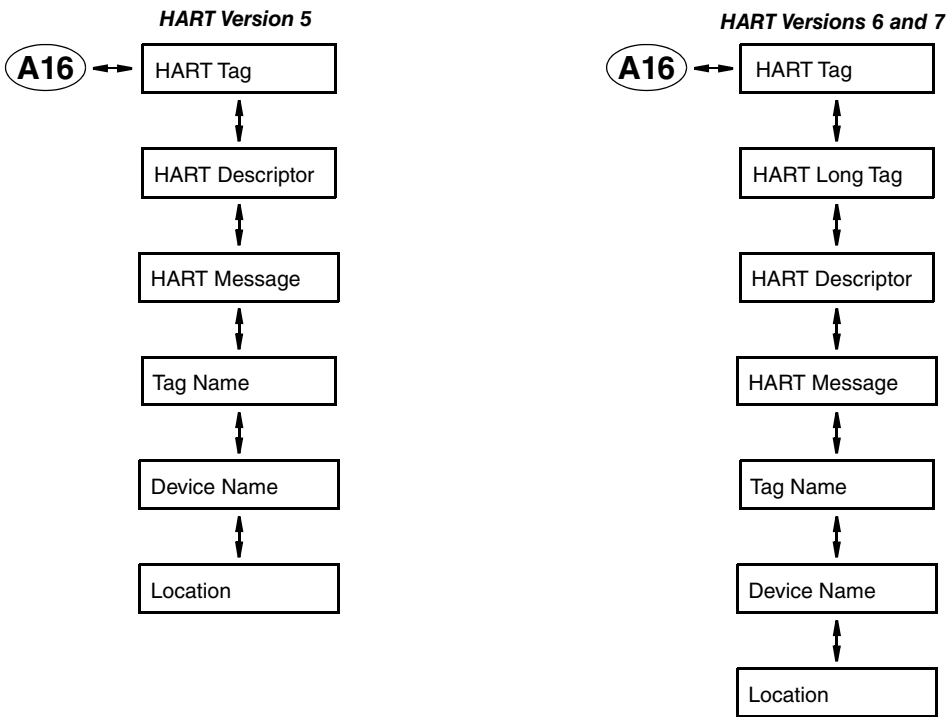 HART Version 5
A16
HART Tag
HART Descriptor
HART Message
Tag Name
Device Name
Location
HART Versions 6 and 7
A16
HART Tag
HART Long Tag
HART Descriptor
HART Message
Tag Name
Device Name
Location